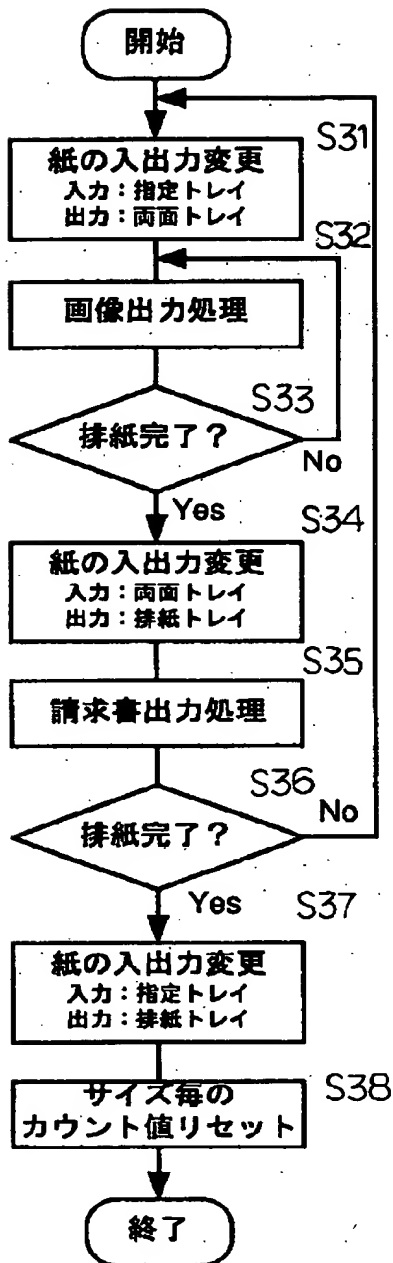 開始
S31
紙の入出力変更
入力：指定トレイ
出力：両面トレイ
S32
画像出力処理
S33
排紙完了？
No
Yes
S34
紙の入出力変更
入力：両面トレイ
出力：排紙トレイ
S35
請求書出力処理
S36
排紙完了？
No
Yes
S37
紙の入出力変更
入力：指定トレイ
出力：排紙トレイ
S38
サイズ毎の
カウント値リセット
終了